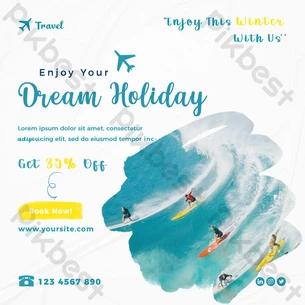 Travel
"Enjoy This Winter
With Us"
Enjoy Your
Dream Holiday
Lorem ipsum dolor sit amet, consectetur
adipiscing elit, sed do eiusmod tempor inc-
Get 35% Off
Book Now!
www.yoursite.com
123 4567 890
pikbest